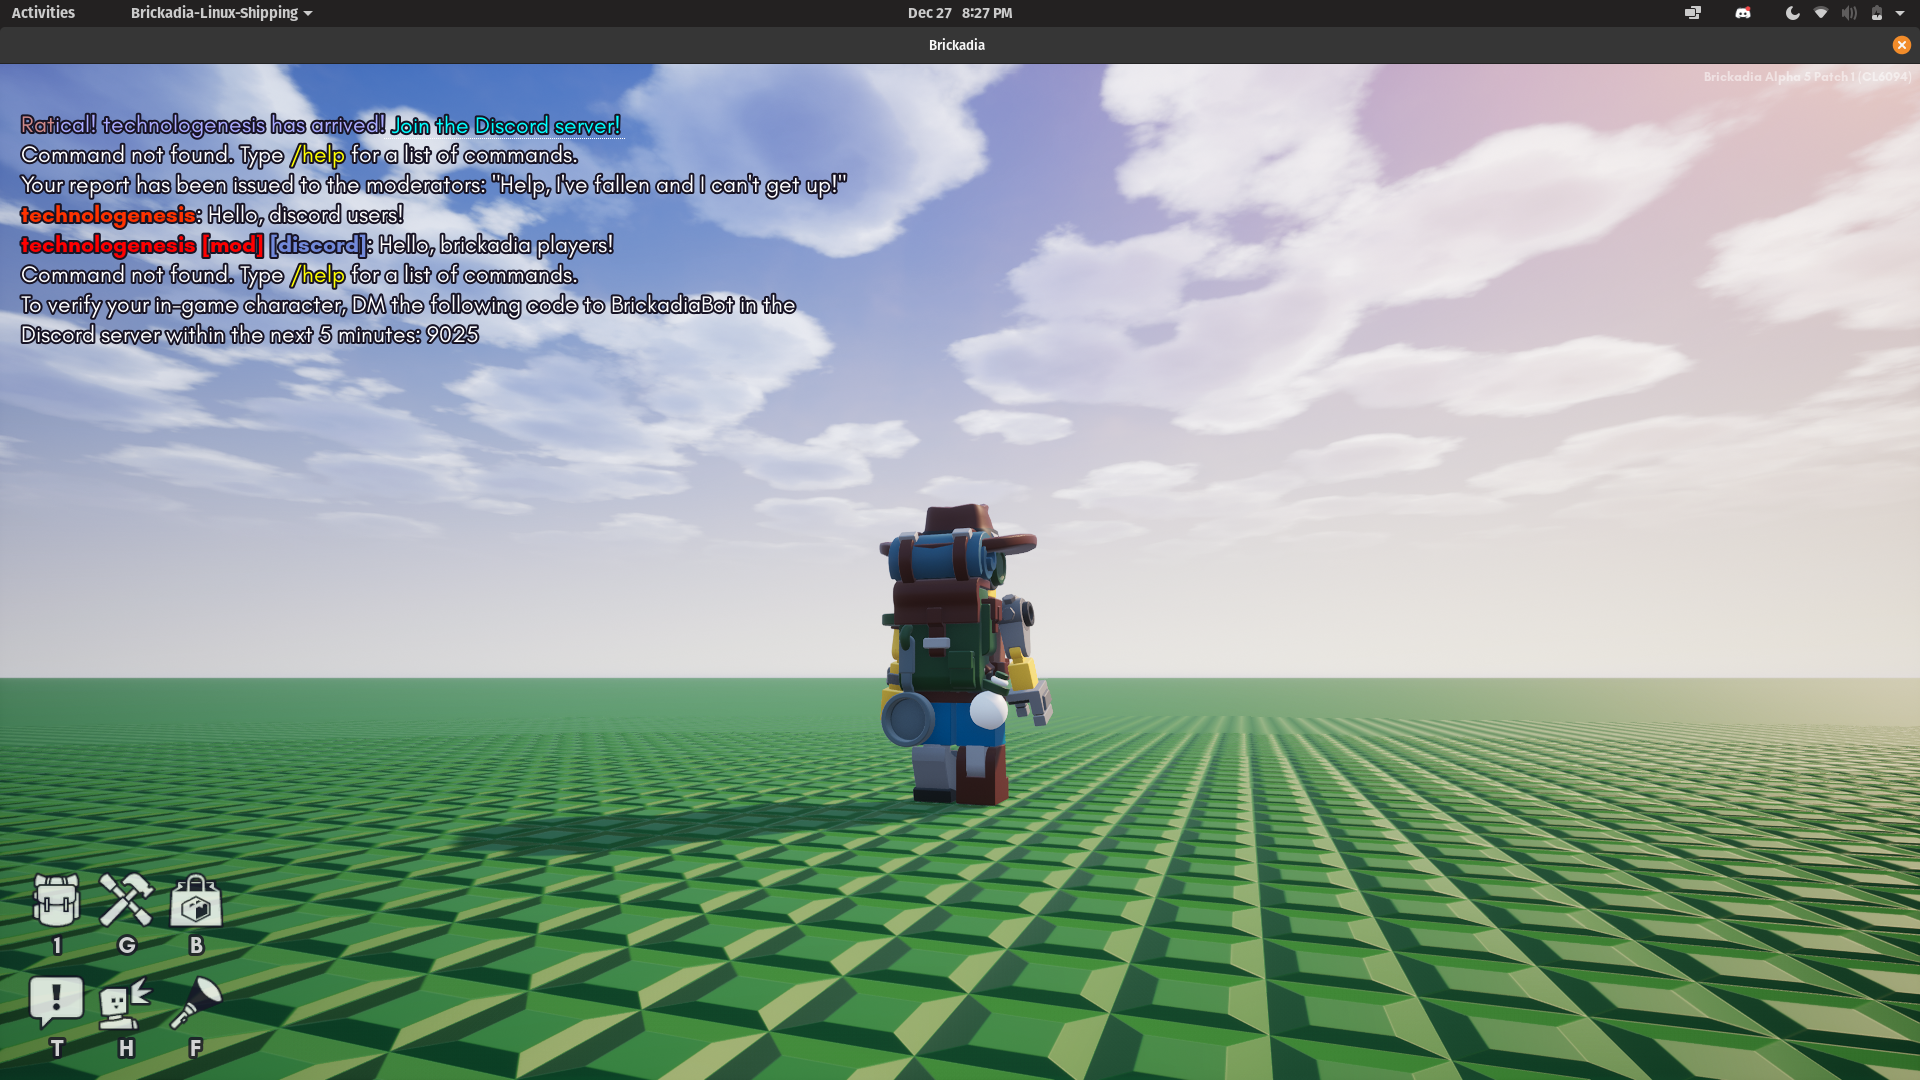 Activities
Brickadia-Linux-Shipping
Dec 27 8:27 PM
Brickadia
Brickadia Alpha 5 Patch 1 (CL6094)
Ratical! technologenesis has arrived! Join the Discord server!
Command not found. Type /help for a list of commands.
Your report has been issued to the moderators: "Help, I've fallen and I can't get up!"
technologenesis: Hello, discord users!
technologenesis [mod] [discord]: Hello, brickadia players!
Command not found. Type /help for a list of commands.
To verify your in-game character, DM the following code to BrickadiaBot in the
Discord server within the next 5 minutes: 9025
1 G B
T H F